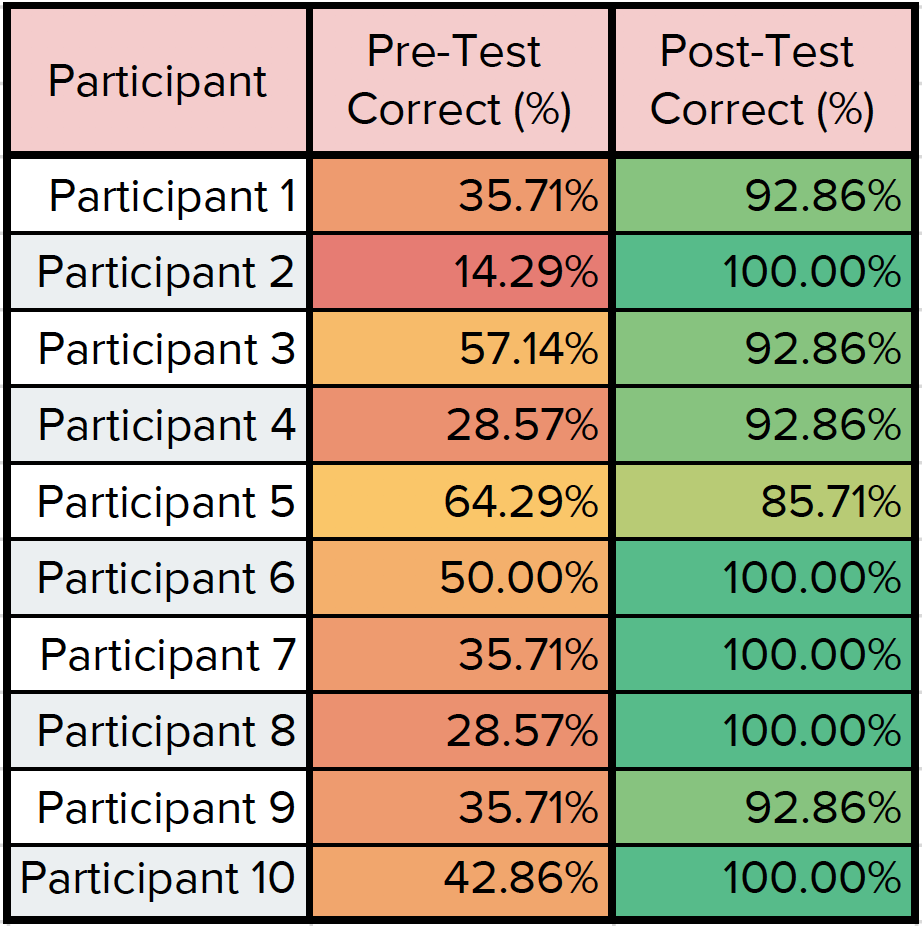 Participant Pre-Test Correct (%) Post-Test Correct (%)
Participant 1 35.71% 92.86%
Participant 2 14.29% 100.00%
Participant 3 57.14% 92.86%
Participant 4 28.57% 92.86%
Participant 5 64.29% 85.71%
Participant 6 50.00% 100.00%
Participant 7 35.71% 100.00%
Participant 8 28.57% 100.00%
Participant 9 35.71% 92.86%
Participant 10 42.86% 100.00%